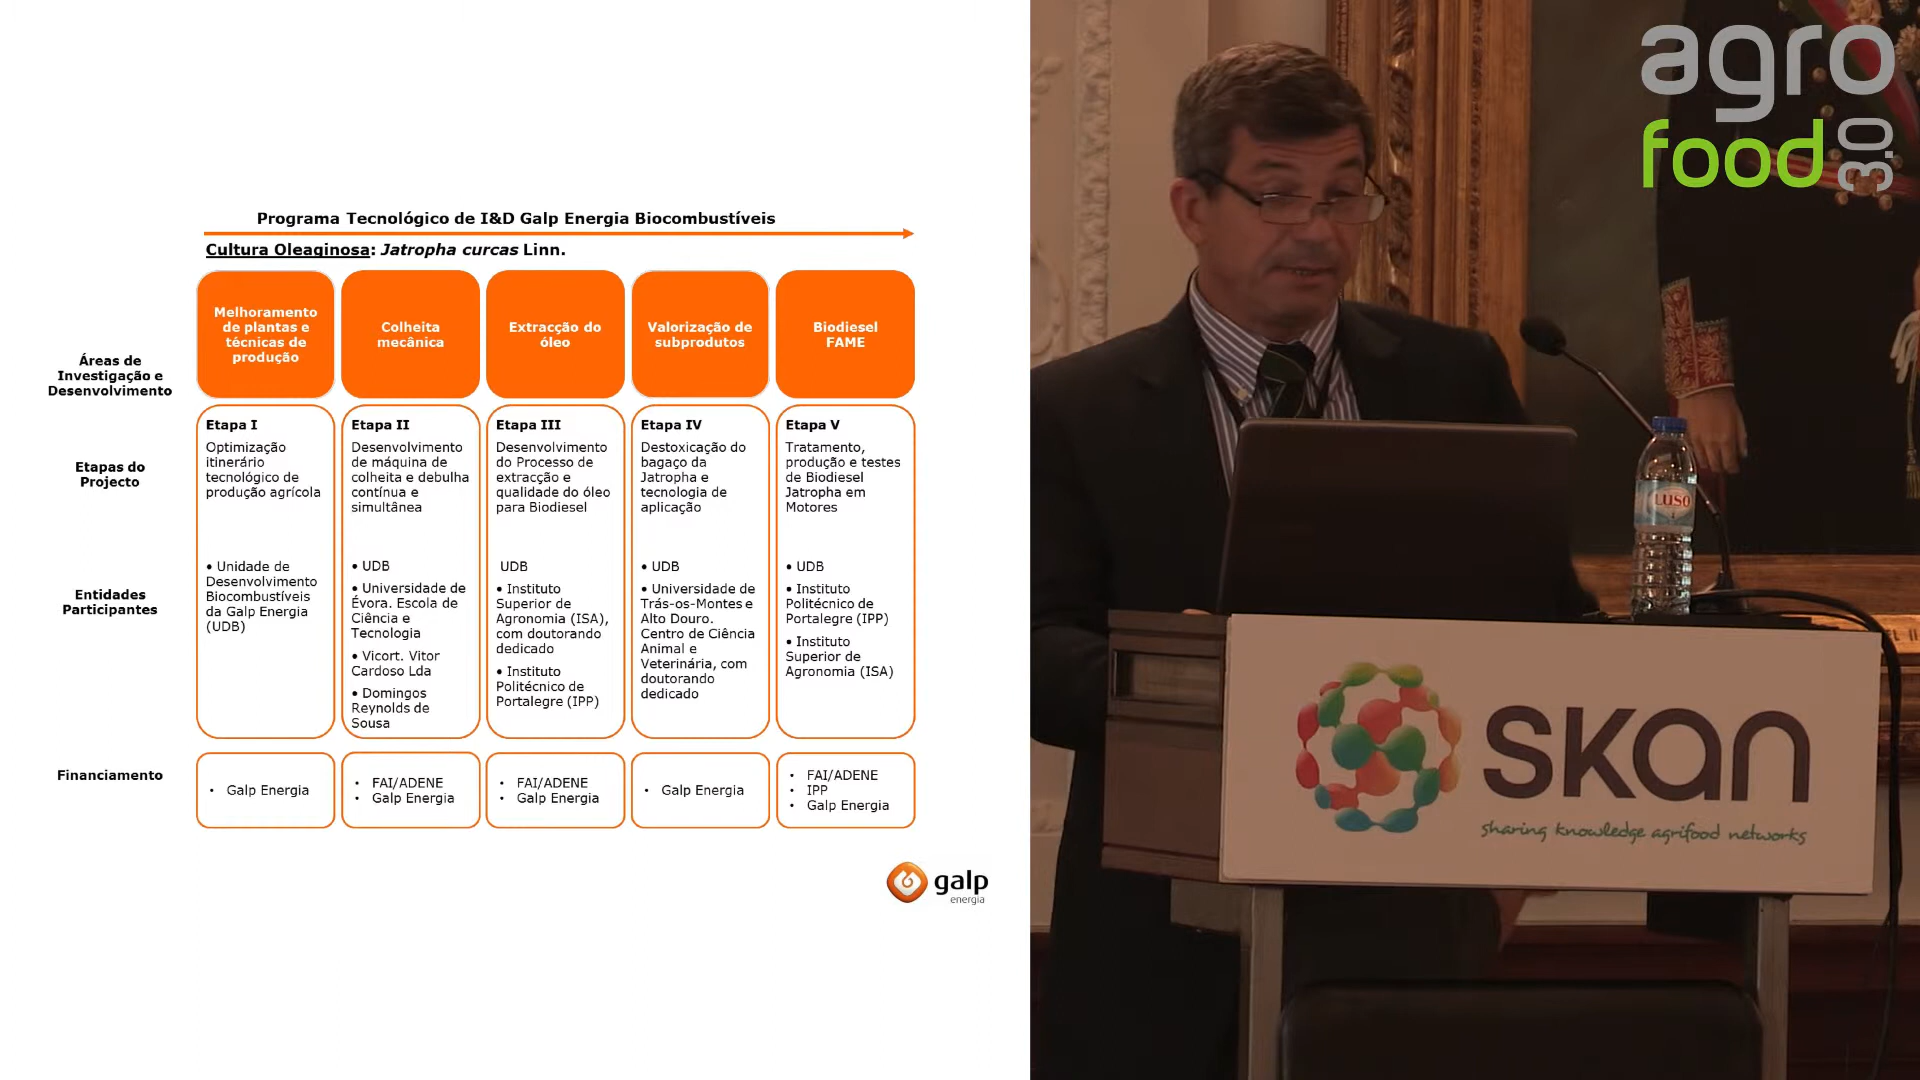 Programa Tecnológico de I&D Galp Energia Biocombustíveis
Cultura Oleaginosa: Jatropha curcas Linn.
Áreas de
Investigação e
Desenvolvimento
Melhoramento
de plantas e
técnicas de
produção
Colheita
mecânica
Extracção do
óleo
Valorização de
subprodutos
Biodiesel
FAME
Etapas do
Projecto
Etapa I
Optimização
itinerário
tecnológico de
produção agrícola
Etapa II
Desenvolvimento
de máquina de
colheita e debulha
contínua e
simultânea
Etapa III
Desenvolvimento
do Processo de
extracção e
qualidade do óleo
para Biodiesel
Etapa IV
Destoxicação do
bagaço da
Jatropha e
tecnologia de
aplicação
Etapa V
Tratamento,
produção e testes
de Biodiesel
Jatropha em
Motores
Entidades
Participantes
• Unidade de
Desenvolvimento
Biocombustíveis
da Galp Energia
(UDB)
• UDB
• Universidade de
Évora. Escola de
Ciência e
Tecnologia
• Vicort. Vitor
Cardoso Lda
• Domingos
Reynolds de
Sousa
UDB
• Instituto
Superior de
Agronomia (ISA),
com doutorando
dedicado
• Instituto
Politécnico de
Portalegre (IPP)
• UDB
• Universidade de
Trás-os-Montes e
Alto Douro.
Centro de Ciência
Animal e
Veterinária, com
doutorando
dedicado
• UDB
• Instituto
Politécnico de
Portalegre (IPP)
• Instituto
Superior de
Agronomia (ISA)
Financiamento
• Galp Energia
• FAI/ADENE
• Galp Energia
• FAI/ADENE
• Galp Energia
• Galp Energia
• FAI/ADENE
• IPP
• Galp Energia
galp
energia
agro
food
3.0
LUSO
SKAN
sharing knowledge agrifood networks